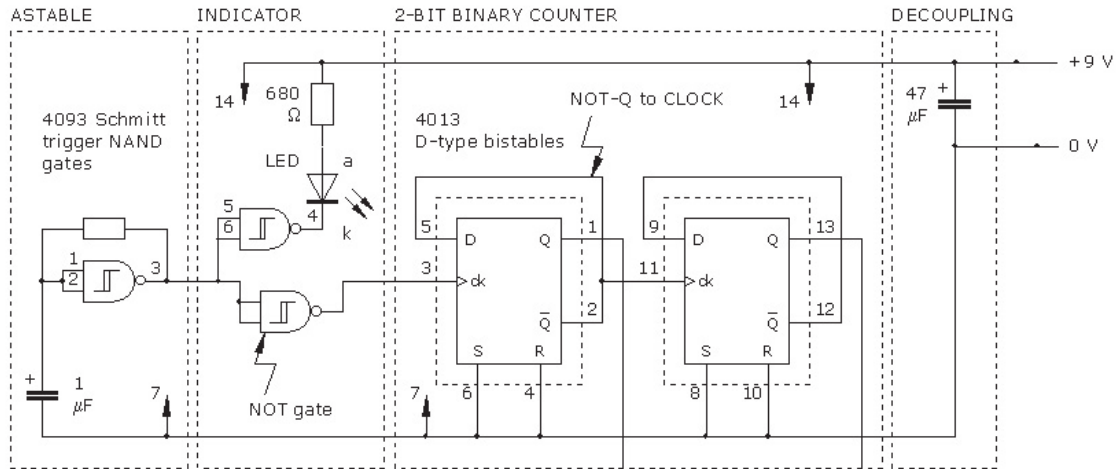 ASTABLE
INDICATOR
2-BIT BINARY COUNTER
DECOUPLING
+9 V
14
680
Ω
NOT-Q to CLOCK
14
47
µF
+
4093 Schmitt
trigger NAND
gates
4013
D-type bistables
0 V
LED
a
5
6
4
k
5
D
Q
1
9
D
Q
13
1
2
3
3
ck
11
ck
Q
2
Q
12
S
R
S
R
+
1
µF
7
NOT gate
7
6
4
8
10